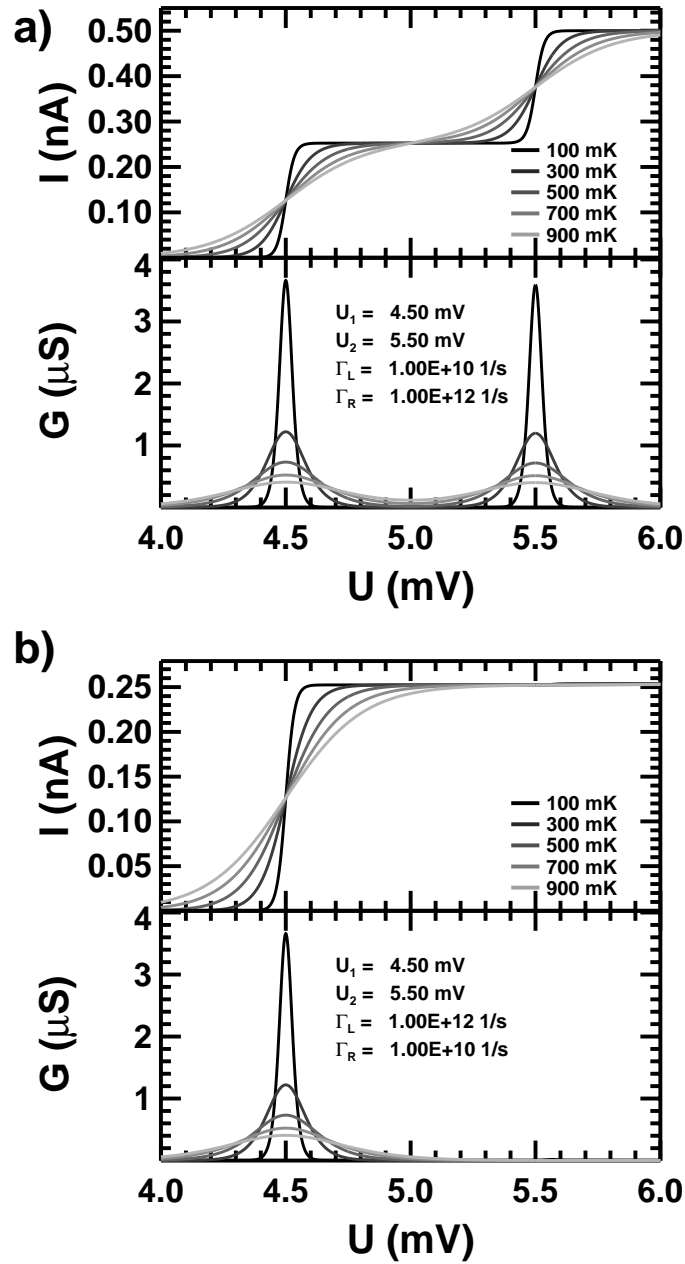 a)
I (nA)
0.50
0.40
0.30
0.20
0.10
100 mK
300 mK
500 mK
700 mK
900 mK
G (μS)
4
3
2
1
U₁ = 4.50 mV
U₂ = 5.50 mV
Γ_L = 1.00E+10 1/s
Γ_R = 1.00E+12 1/s
4.0 4.5 5.0 5.5 6.0
U (mV)
b)
I (nA)
0.25
0.20
0.15
0.10
0.05
100 mK
300 mK
500 mK
700 mK
900 mK
G (μS)
4
3
2
1
U₁ = 4.50 mV
U₂ = 5.50 mV
Γ_L = 1.00E+12 1/s
Γ_R = 1.00E+10 1/s
4.0 4.5 5.0 5.5 6.0
U (mV)